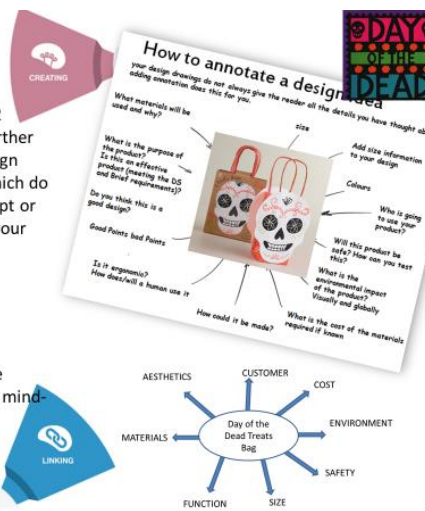 DAYS
OF THE
DEAD
CREATING
rther
ign
hich do
pt or
your
How to annotate a design idea
your design drawings do not always give the reader all the details you have thought
adding annotation does this for you.
What materials will be
used and why?
size
Add size information
to your design
What is the purpose of
the product?
Is this an effective
product (meeting the DS
and Brief requirements)?
Colours
Who is going
to use your
product?
Do you think this is a
good design?
Will this product be
safe? How can you test
this?
Good Points bad Points
What is the
environmental impact
of the product?
Visually and globally
Is it ergonomic?
How does/will a human use it
How could it be made?
What is the cost of the materials
required if known
mind-
LINKING
AESTHETICS
CUSTOMER
COST
MATERIALS
Day of the
Dead Treats
Bag
ENVIRONMENT
SAFETY
FUNCTION
SIZE